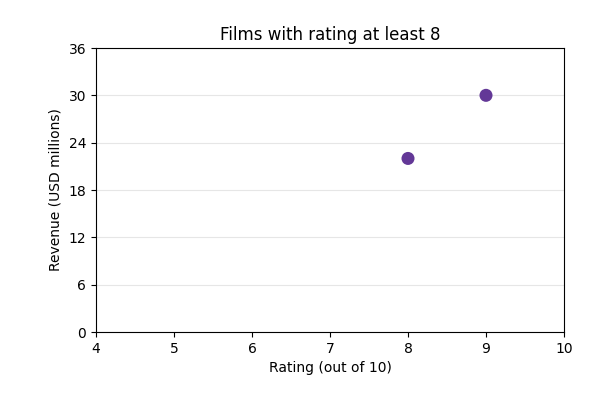 Films with rating at least 8
Revenue (USD millions)
36
30
24
18
12
6
0
4 5 6 7 8 9 10
Rating (out of 10)